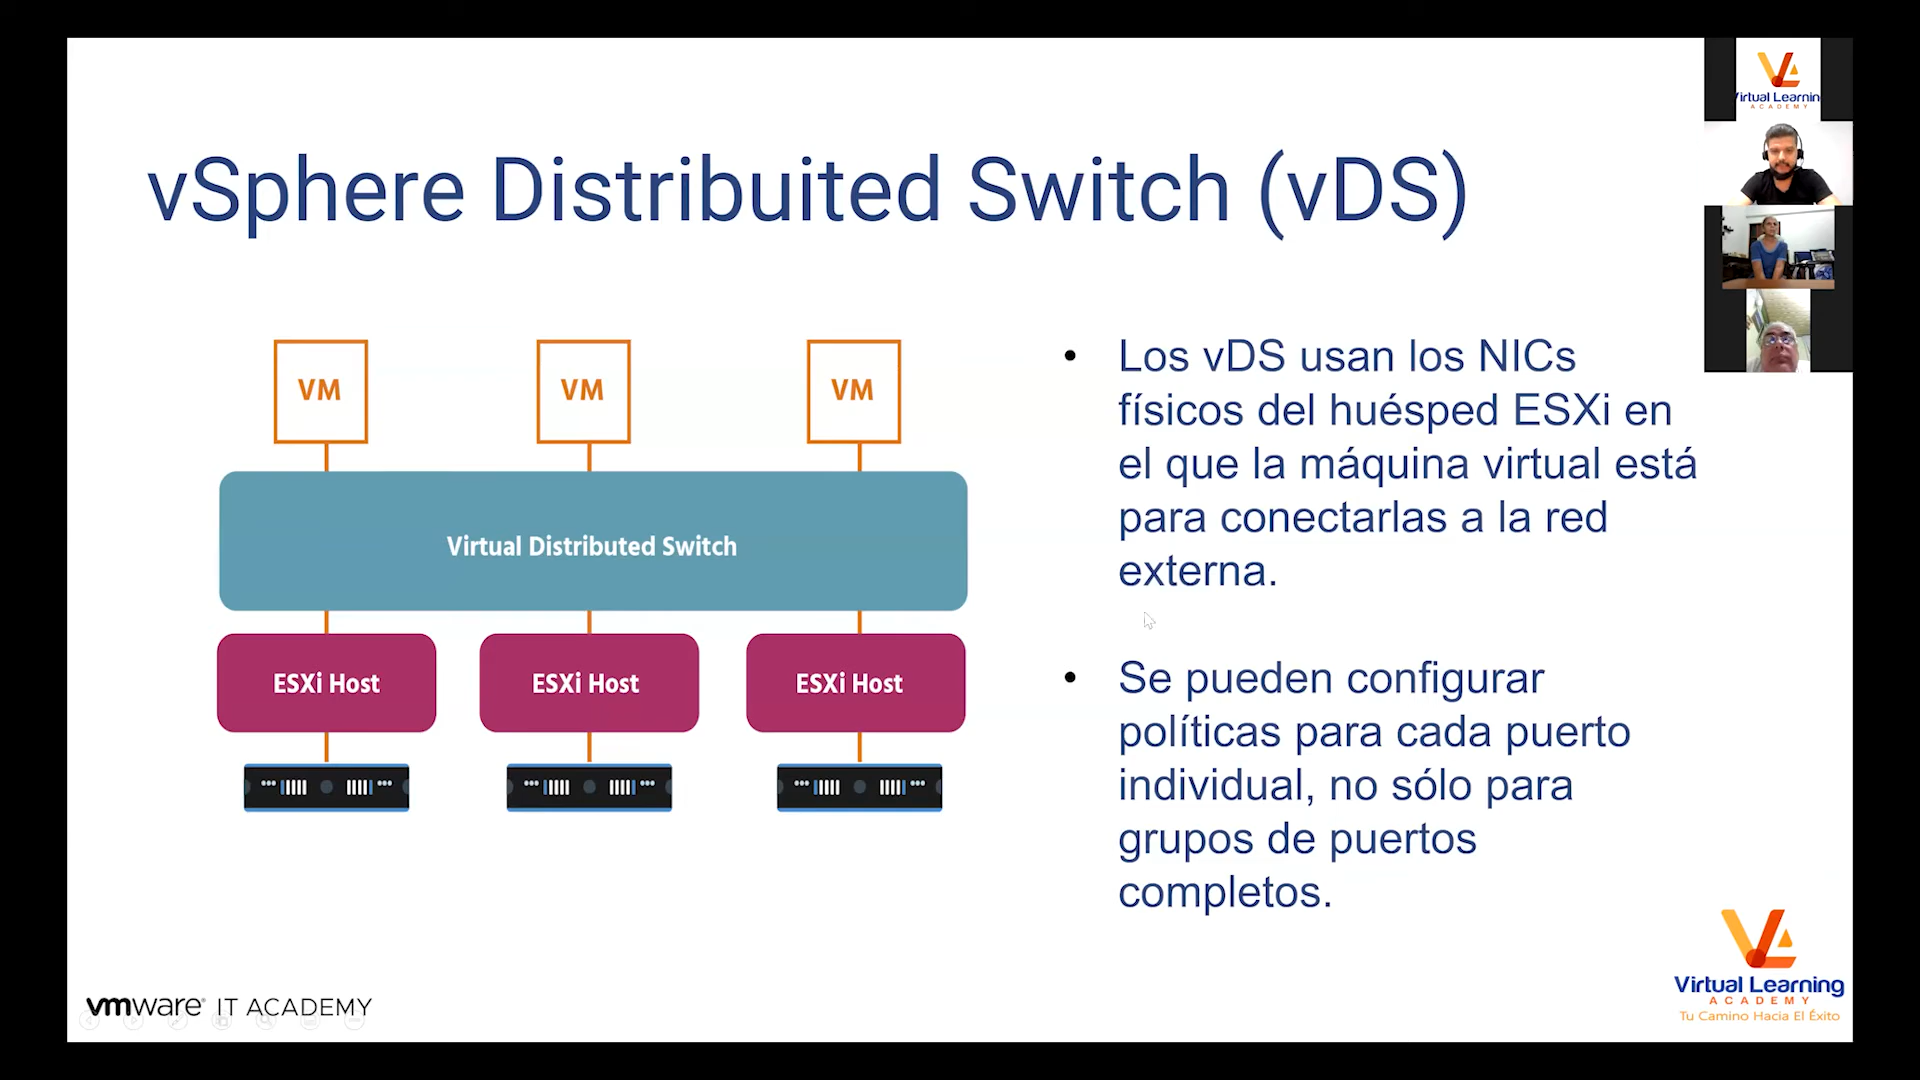 vSphere Distribuited Switch (vDS)
VM
VM
VM
Virtual Distributed Switch
ESXi Host
ESXi Host
ESXi Host
Los vDS usan los NICs
físicos del huésped ESXi en
el que la máquina virtual está
para conectarlas a la red
externa.
Se pueden configurar
políticas para cada puerto
individual, no sólo para
grupos de puertos
completos.
vmware® IT ACADEMY
Virtual Learning
ACADEMY
Tu Camino Hacia El Éxito
Virtual Learnin
ACADEMY